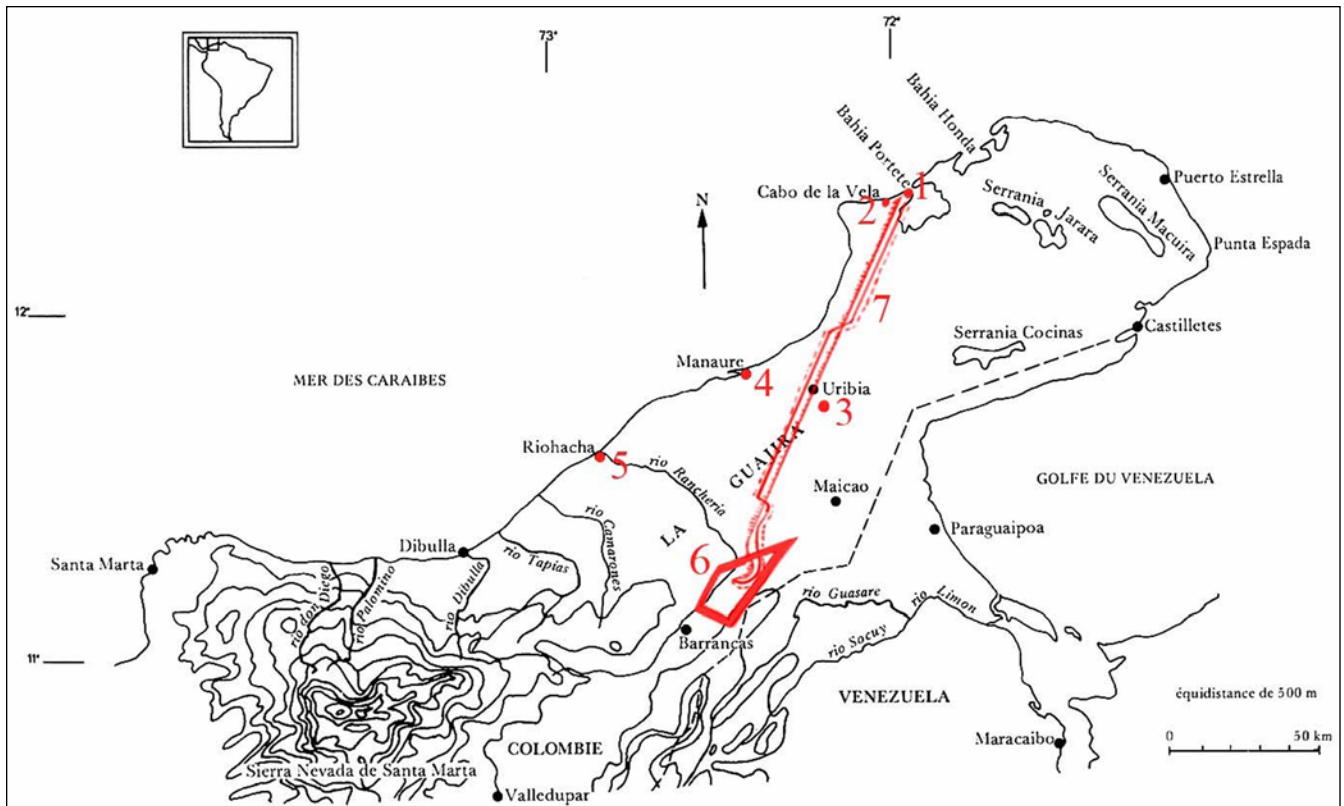 73°
72°
Bahia Honda
Bahia Portete
N
Cabo de la Vela
1
2
Puerto Estrella
Serrania Jarara
Serrania Macuira
Punta Espada
7
12°
Castilletes
Serrania Cocinas
Manaure
4
MER DES CARAIBES
Uribia
3
Riohacha
5
rio Rancheria
LA GUAJIRA
Maicao
GOLFE DU VENEZUELA
Paraguaipoa
rio Camarones
Dibulla
rio Tapias
Santa Marta
6
rio don Diego
rio Palomino
rio Dibulla
rio Guasare
rio Limon
Barrancas
rio Socuy
11°
VENEZUELA
équidistance de 500 m
COLOMBIE
Maracaibo
0 50 km
Sierra Nevada de Santa Marta
Valledupar